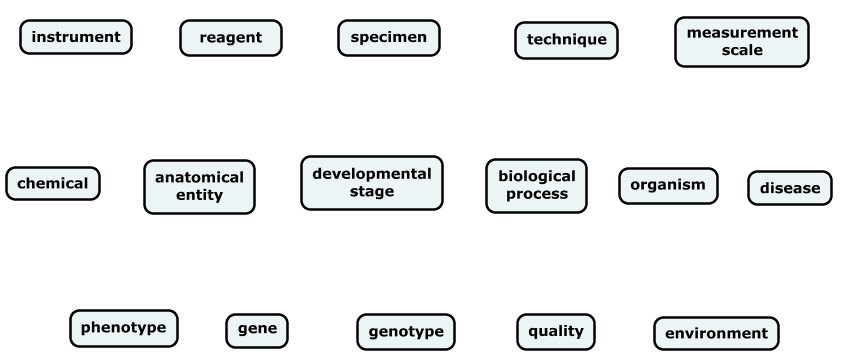 instrument
reagent
specimen
technique
measurement
scale
chemical
anatomical
entity
developmental
stage
biological
process
organism
disease
phenotype
gene
genotype
quality
environment